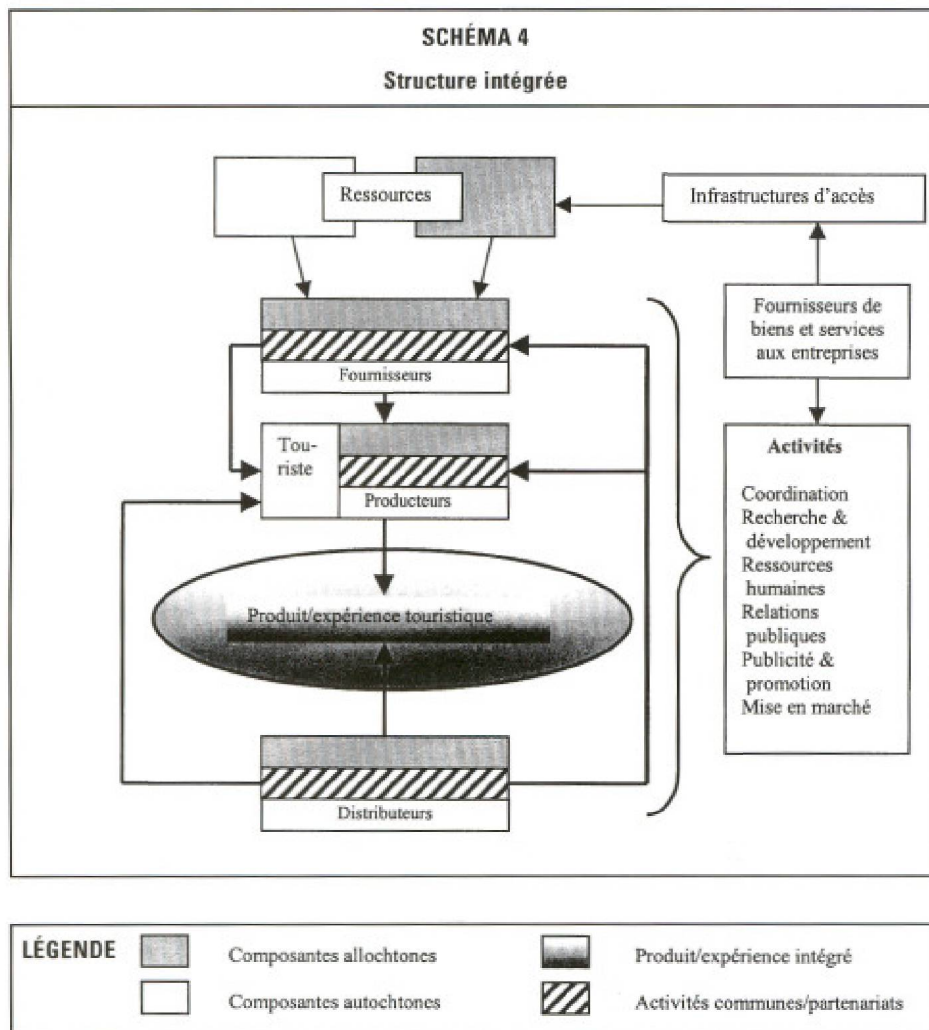 SCHÉMA 4
Structure intégrée
Ressources
Infrastructures d'accès
Fournisseurs de
biens et services
aux entreprises
Fournisseurs
Tou-
riste
Producteurs
Activités
Coordination
Recherche &
développement
Ressources
humaines
Relations
publiques
Publicité &
promotion
Mise en marché
Produit/expérience touristique
Distributeurs
LÉGENDE
Composantes allochtones
Produit/expérience intégré
Composantes autochtones
Activités communes/partenariats